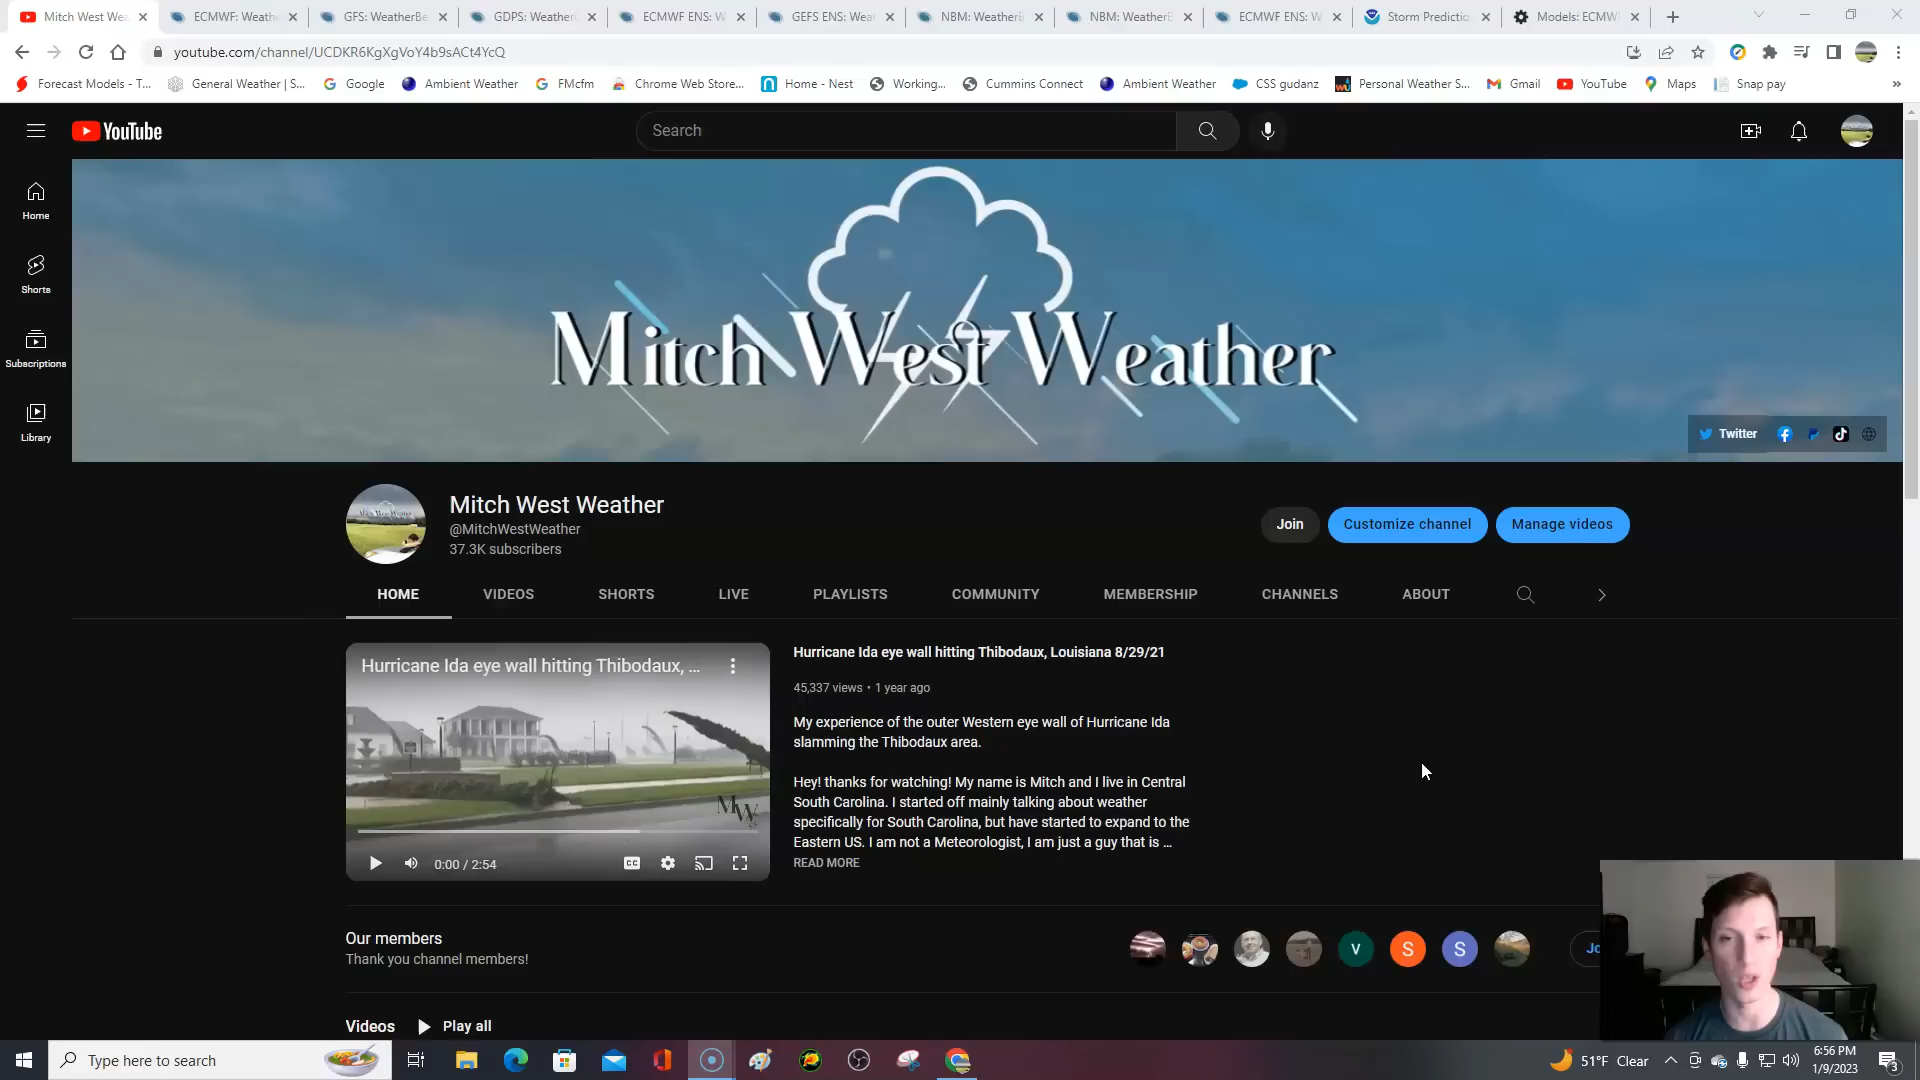 Mitch West Wea
ECMWF: Weath
GFS: WeatherBe
GDPS: Weather
ECMWF ENS: W
GEFS ENS: Wea
NBM: WeatherB
NBM: WeatherB
ECMWF ENS: W
Storm Predictio
Models: ECMW
youtube.com/channel/UCDKR6KgXgVoY4b9sACt4YcQ
Forecast Models - T...
General Weather | S...
Google
Ambient Weather
FMcfm
Chrome Web Store...
Home - Nest
Working...
Cummins Connect
Ambient Weather
CSS gudanz
Personal Weather S...
Gmail
YouTube
Maps
Snap pay
»
YouTube
Search
Home
Shorts
Subscriptions
Library
Mitch West Weather
Twitter
Mitch West Weather
@MitchWestWeather
37.3K subscribers
Join
Customize channel
Manage videos
HOME
VIDEOS
SHORTS
LIVE
PLAYLISTS
COMMUNITY
MEMBERSHIP
CHANNELS
ABOUT
Hurricane Ida eye wall hitting Thibodaux, ...
MW
CC
0:00 / 2:54
Hurricane Ida eye wall hitting Thibodaux, Louisiana 8/29/21
45,337 views • 1 year ago
My experience of the outer Western eye wall of Hurricane Ida
slamming the Thibodaux area.
Hey! thanks for watching! My name is Mitch and I live in Central
South Carolina. I started off mainly talking about weather
specifically for South Carolina, but have started to expand to the
Eastern US. I am not a Meteorologist, I am just a guy that is ...
READ MORE
Our members
Thank you channel members!
V
S
S
Jo
Videos
Play all
Type here to search
51°F Clear
6:56 PM
1/9/2023
3